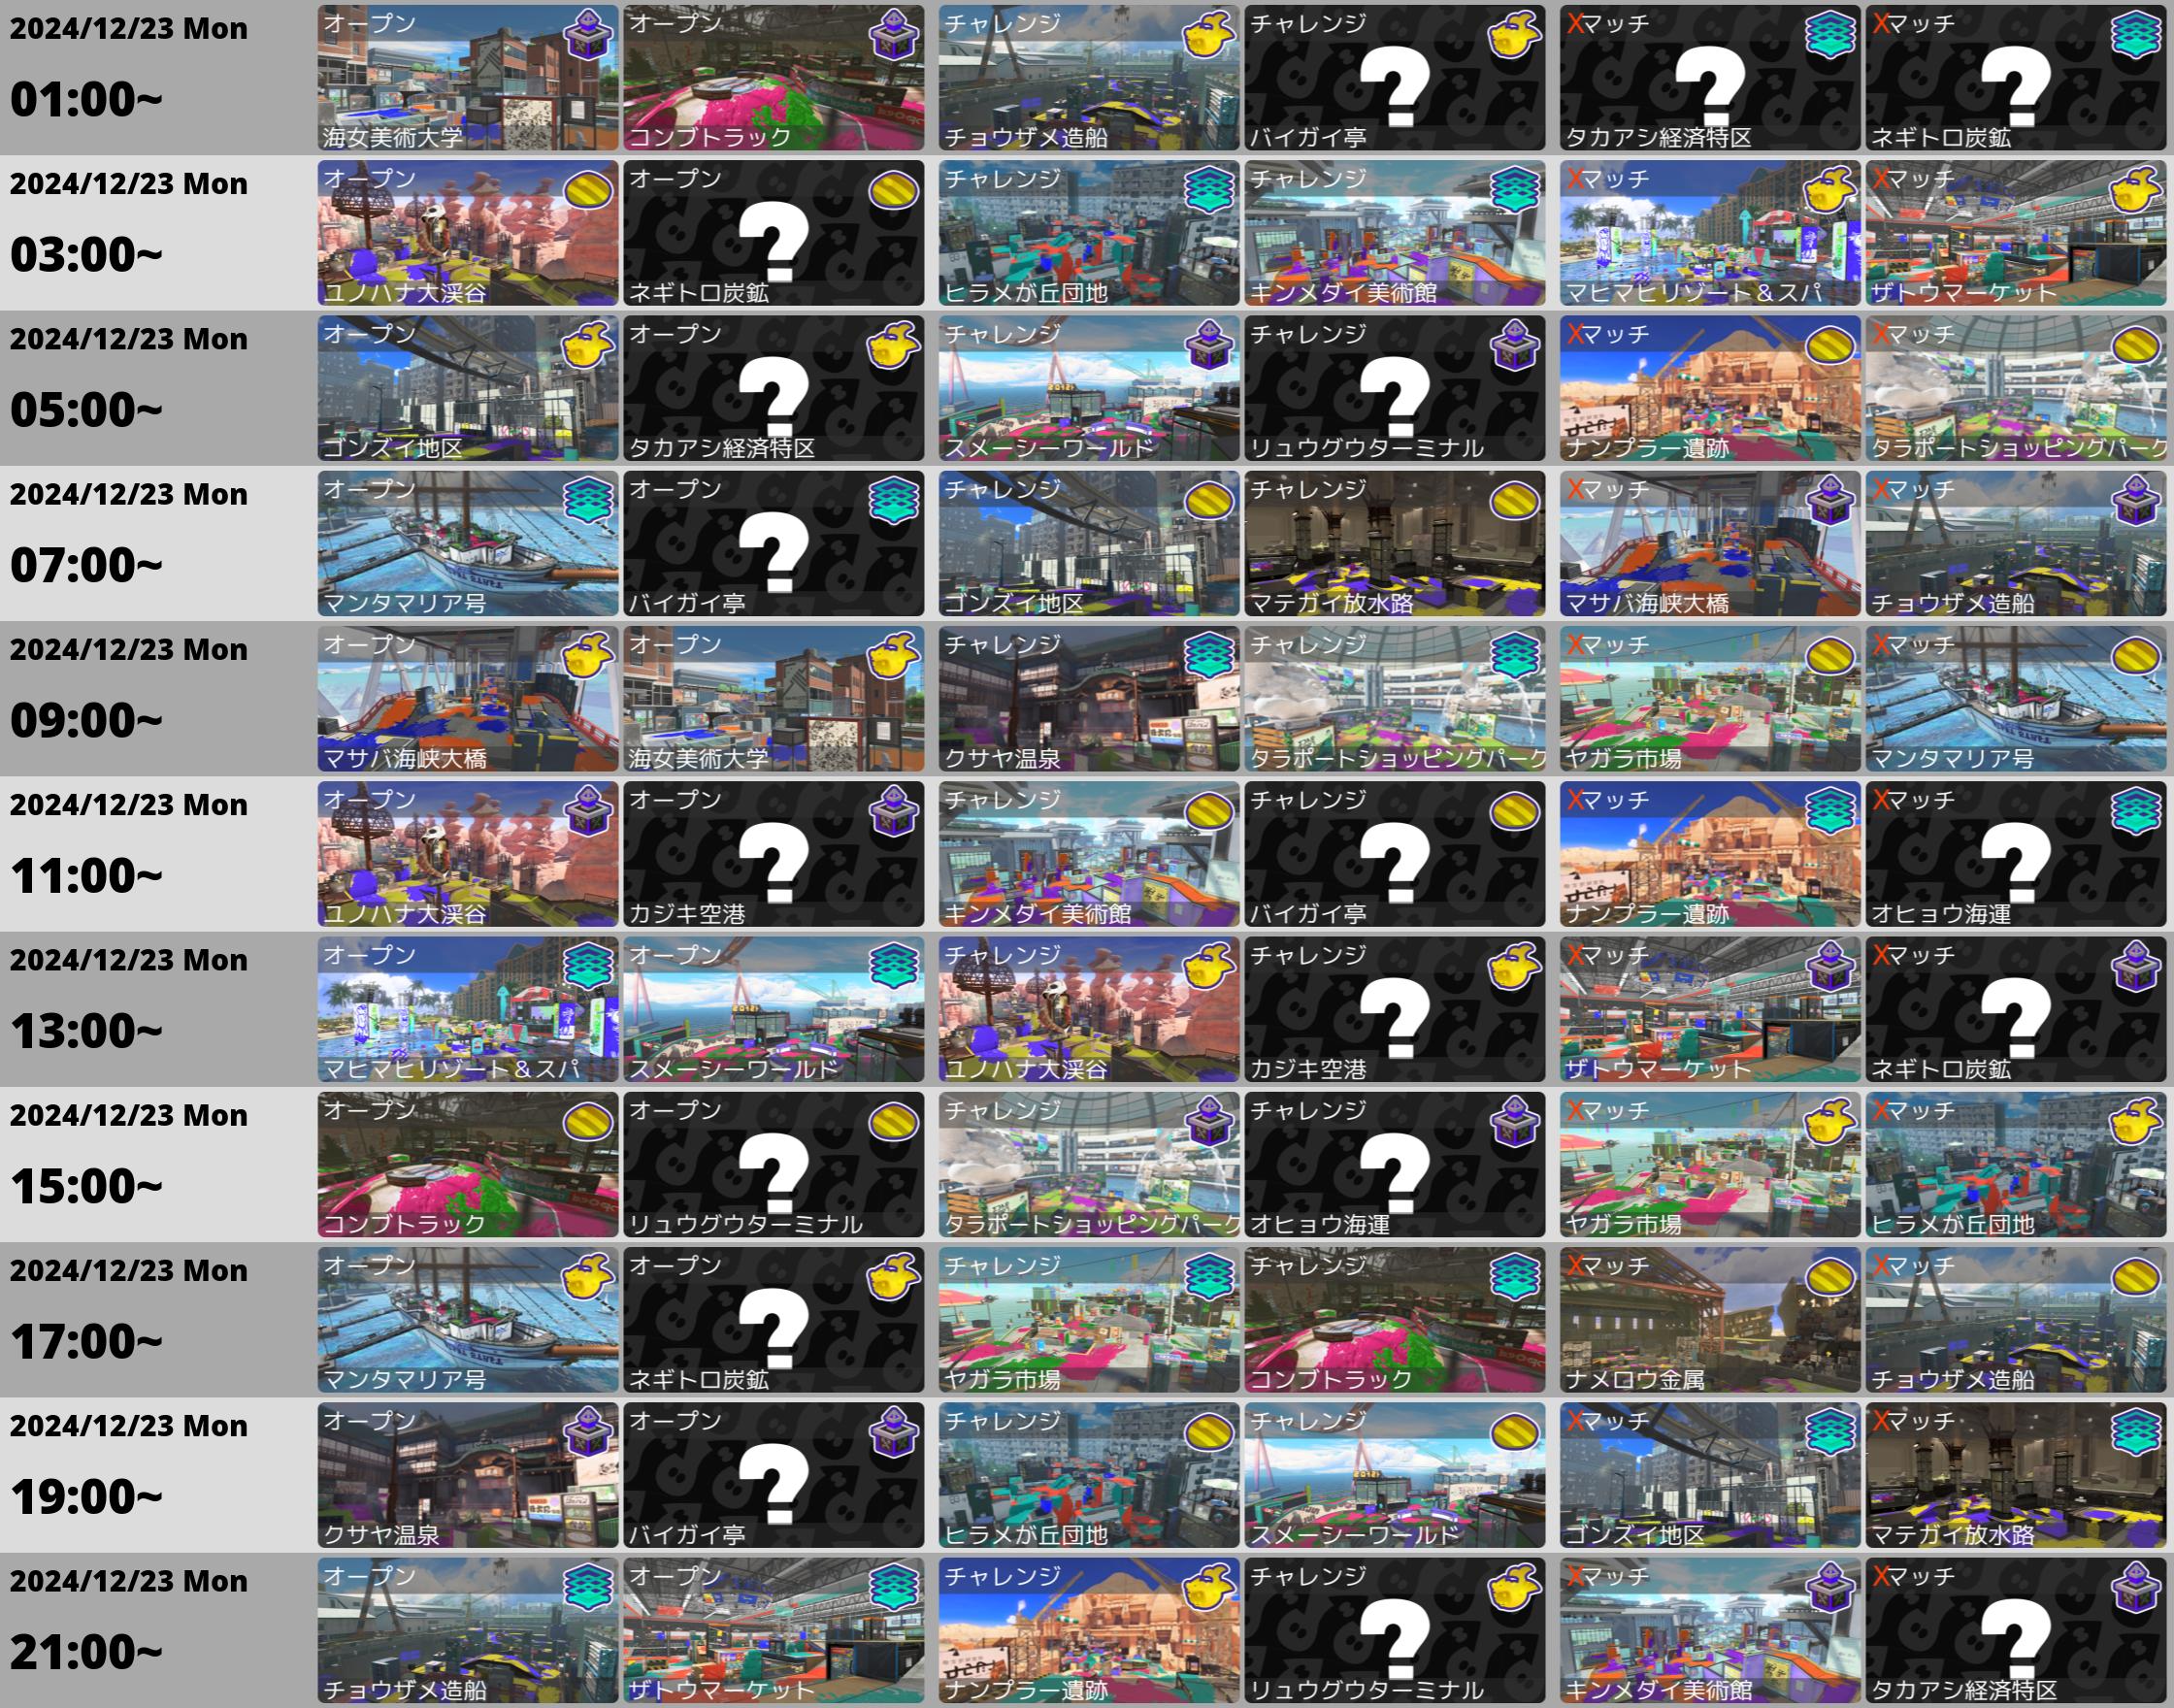 2024/12/23 Mon
01:00~
オープン
海女美術大学
オープン
コンブトラック
チャレンジ
チョウザメ造船
チャレンジ
?
バイガイ亭
Xマッチ
?
タカアシ経済特区
Xマッチ
?
ネギトロ炭鉱
2024/12/23 Mon
03:00~
オープン
ユノハナ大渓谷
オープン
?
ネギトロ炭鉱
チャレンジ
ヒラメが丘団地
チャレンジ
キンメダイ美術館
Xマッチ
マヒマヒリゾート&スパ
Xマッチ
ザトウマーケット
2024/12/23 Mon
05:00~
オープン
ゴンズイ地区
オープン
?
タカアシ経済特区
チャレンジ
スメーシーワールド
チャレンジ
?
リュウグウターミナル
Xマッチ
ナンプラー遺跡
Xマッチ
タラポートショッピングパーク
2024/12/23 Mon
07:00~
オープン
マンタマリア号
オープン
?
バイガイ亭
チャレンジ
ゴンズイ地区
チャレンジ
マテガイ放水路
Xマッチ
マサバ海峡大橋
Xマッチ
チョウザメ造船
2024/12/23 Mon
09:00~
オープン
マサバ海峡大橋
オープン
海女美術大学
チャレンジ
クサヤ温泉
チャレンジ
タラポートショッピングパーク
Xマッチ
ヤガラ市場
Xマッチ
マンタマリア号
2024/12/23 Mon
11:00~
オープン
ユノハナ大渓谷
オープン
?
カジキ空港
チャレンジ
キンメダイ美術館
チャレンジ
?
バイガイ亭
Xマッチ
ナンプラー遺跡
Xマッチ
?
オヒョウ海運
2024/12/23 Mon
13:00~
オープン
マヒマヒリゾート&スパ
オープン
スメーシーワールド
チャレンジ
ユノハナ大渓谷
チャレンジ
?
カジキ空港
Xマッチ
ザトウマーケット
Xマッチ
?
ネギトロ炭鉱
2024/12/23 Mon
15:00~
オープン
コンブトラック
オープン
?
リュウグウターミナル
チャレンジ
タラポートショッピングパーク
チャレンジ
?
オヒョウ海運
Xマッチ
ヤガラ市場
Xマッチ
ヒラメが丘団地
2024/12/23 Mon
17:00~
オープン
マンタマリア号
オープン
?
ネギトロ炭鉱
チャレンジ
ヤガラ市場
チャレンジ
コンブトラック
Xマッチ
ナメロウ金属
Xマッチ
チョウザメ造船
2024/12/23 Mon
19:00~
オープン
クサヤ温泉
オープン
?
バイガイ亭
チャレンジ
ヒラメが丘団地
チャレンジ
スメーシーワールド
Xマッチ
ゴンズイ地区
Xマッチ
マテガイ放水路
2024/12/23 Mon
21:00~
オープン
チョウザメ造船
オープン
ザトウマーケット
チャレンジ
ナンプラー遺跡
チャレンジ
?
リュウグウターミナル
Xマッチ
キンメダイ美術館
Xマッチ
?
タカアシ経済特区